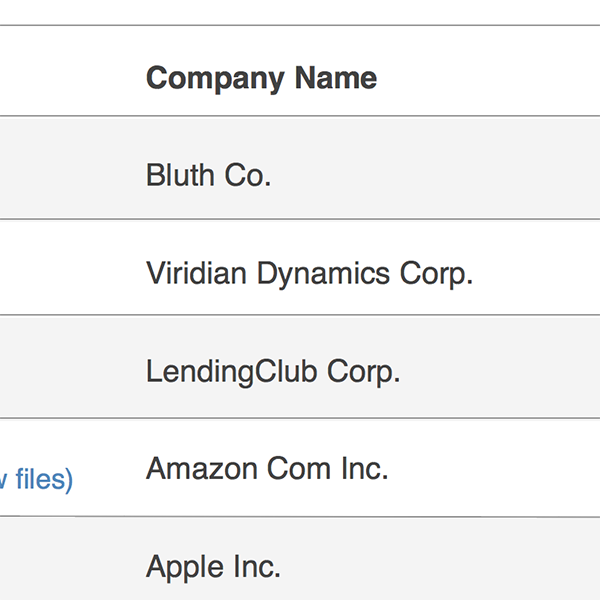 Company Name
Bluth Co.
Viridian Dynamics Corp.
LendingClub Corp.
files)
Amazon Com Inc.
Apple Inc.